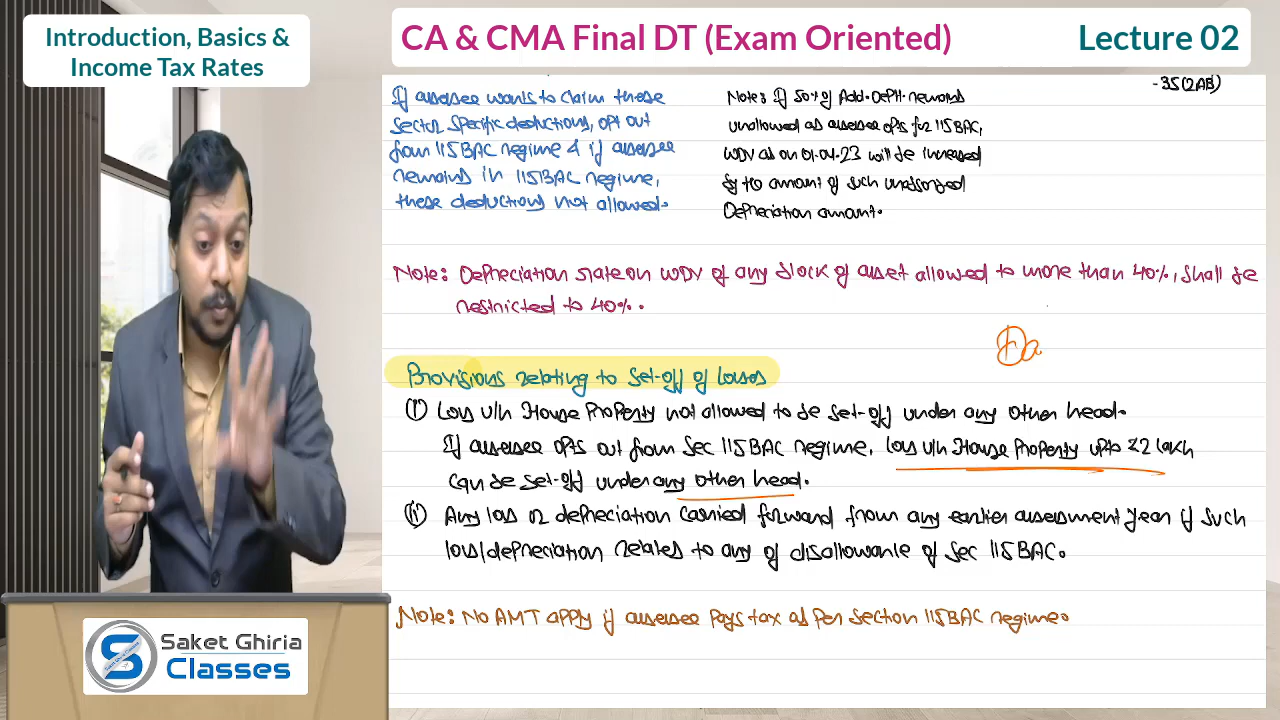 Introduction, Basics &
Income Tax Rates
CA & CMA Final DT (Exam Oriented)
Lecture 02
-35(2AB)
If assessee wants to claim these
sector specific deductions, opt out
from 115BAC regime & if assessee
remains in 115BAC regime,
these deductions not allowed.
Note: If 50% of Add. Depn. remains
unallowed as assessee opts for 115BAC,
WDV as on 01.04.23 will be increased
by the amount of such unabsorbed
Depreciation amount.
Note: Depreciation rate on WDV of any block of asset allowed to more than 40%, shall be
restricted to 40%.
Da
Provisions relating to set-off of losses
(i) Loss u/h House Property not allowed to be set-off under any other head.
If assessee opts out from Sec 115BAC regime, loss u/h House Property upto ₹2 lakh
can be set-off under any other head.
(ii) Any loss or depreciation carried forward from any earlier assessment year if such
loss/depreciation relates to any of disallowance of Sec 115BAC.
Note: No AMT apply if assessee pays tax as per section 115BAC regime.
S
Saket Ghiria
Classes